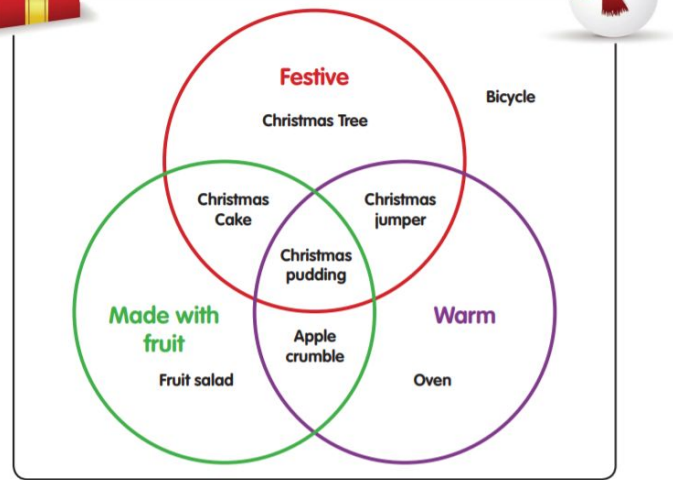 Festive
Bicycle
Christmas Tree
Christmas
Cake
Christmas
jumper
Christmas
pudding
Made with
fruit
Warm
Apple
crumble
Fruit salad
Oven